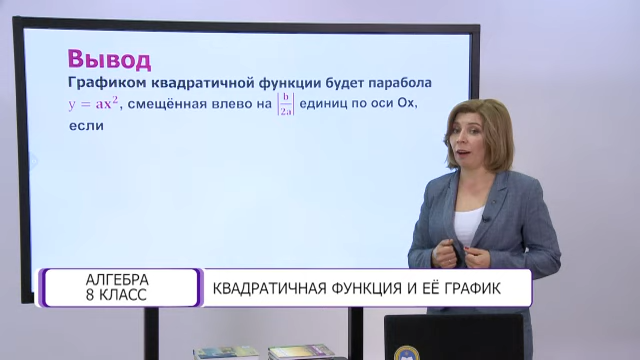 Вывод
Графиком квадратичной функции будет парабола
y = ax², смещённая влево на |b/2a| единиц по оси Ox,
если
АЛГЕБРА
8 КЛАСС
КВАДРАТИЧНАЯ ФУНКЦИЯ И ЕЁ ГРАФИК